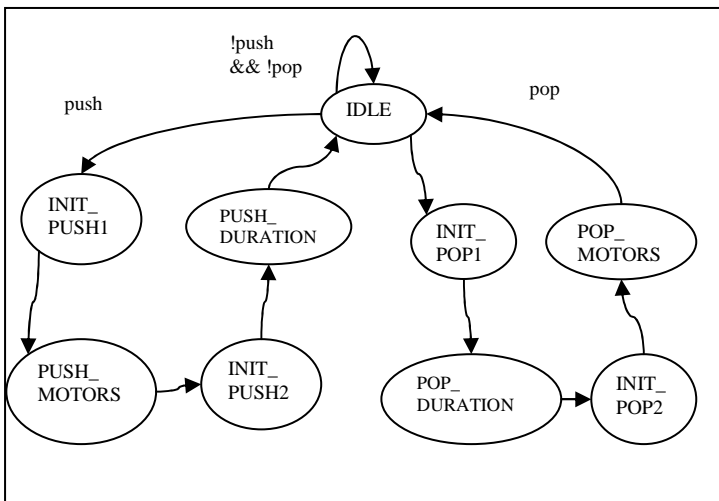 !push
&& !pop
push
pop
IDLE
INIT_
PUSH1
PUSH_
DURATION
INIT_
POP1
POP_
MOTORS
PUSH_
MOTORS
INIT_
PUSH2
POP_
DURATION
INIT_
POP2